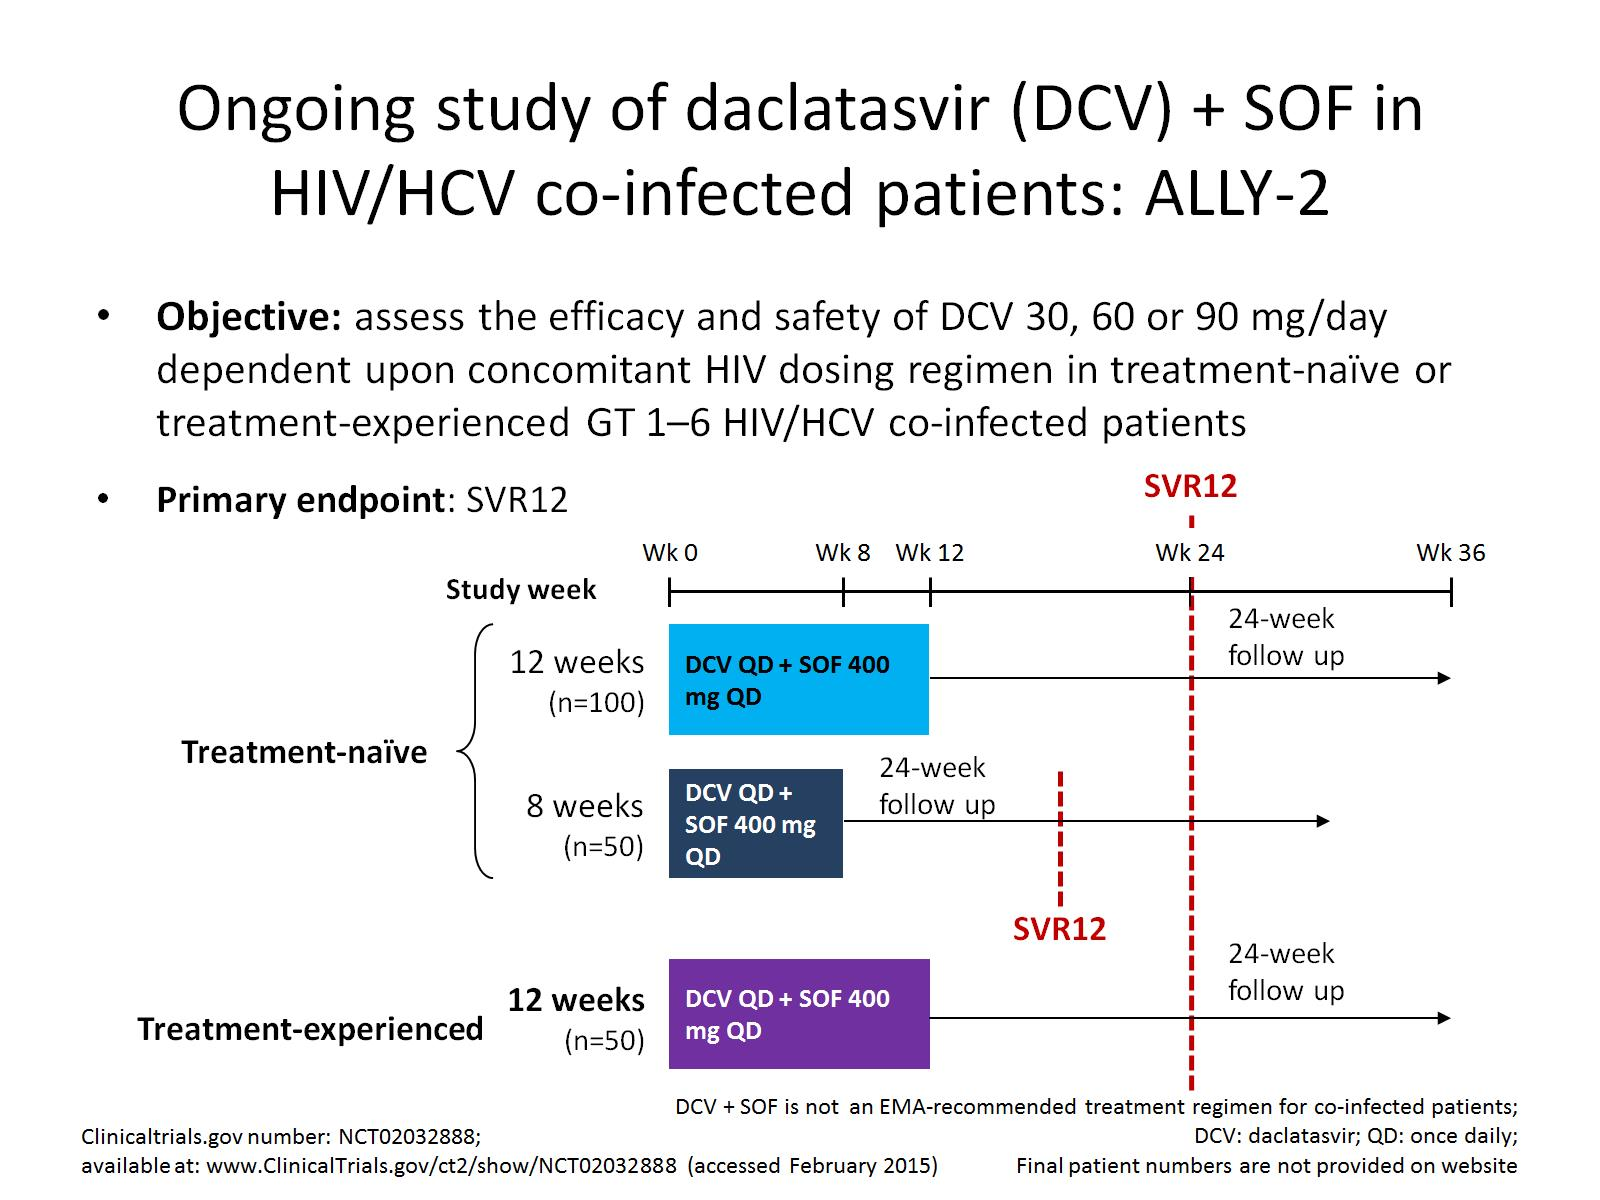 Ongoing study of daclatasvir (DCV) + SOF in
HIV/HCV co-infected patients: ALLY-2
• Objective: assess the efficacy and safety of DCV 30, 60 or 90 mg/day
dependent upon concomitant HIV dosing regimen in treatment-naïve or
treatment-experienced GT 1–6 HIV/HCV co-infected patients
• Primary endpoint: SVR12
SVR12
Wk 0 Wk 8 Wk 12 Wk 24 Wk 36
Study week
Treatment-naïve
12 weeks
(n=100)
DCV QD + SOF 400
mg QD
24-week
follow up
8 weeks
(n=50)
DCV QD +
SOF 400 mg
QD
24-week
follow up
SVR12
Treatment-experienced
12 weeks
(n=50)
DCV QD + SOF 400
mg QD
24-week
follow up
DCV + SOF is not an EMA-recommended treatment regimen for co-infected patients;
DCV: daclatasvir; QD: once daily;
Final patient numbers are not provided on website
Clinicaltrials.gov number: NCT02032888;
available at: www.ClinicalTrials.gov/ct2/show/NCT02032888 (accessed February 2015)